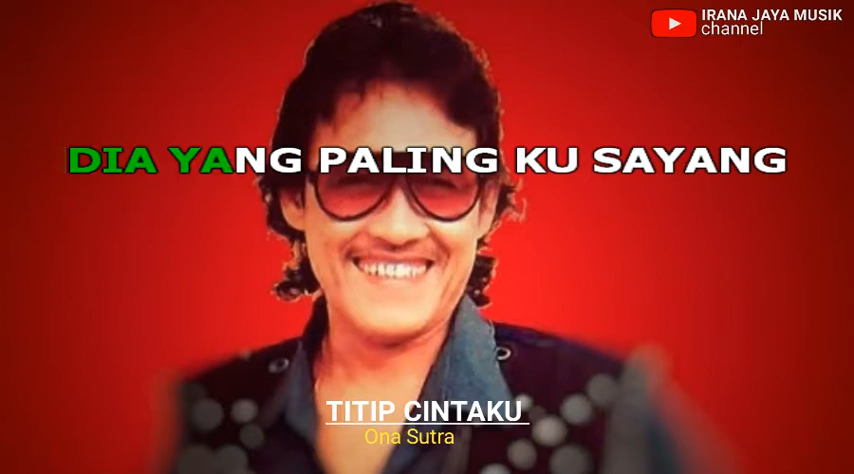 IRANA JAYA MUSIK
channel
DIA YANG PALING KU SAYANG
TITIP CINTAKU
Ona Sutra